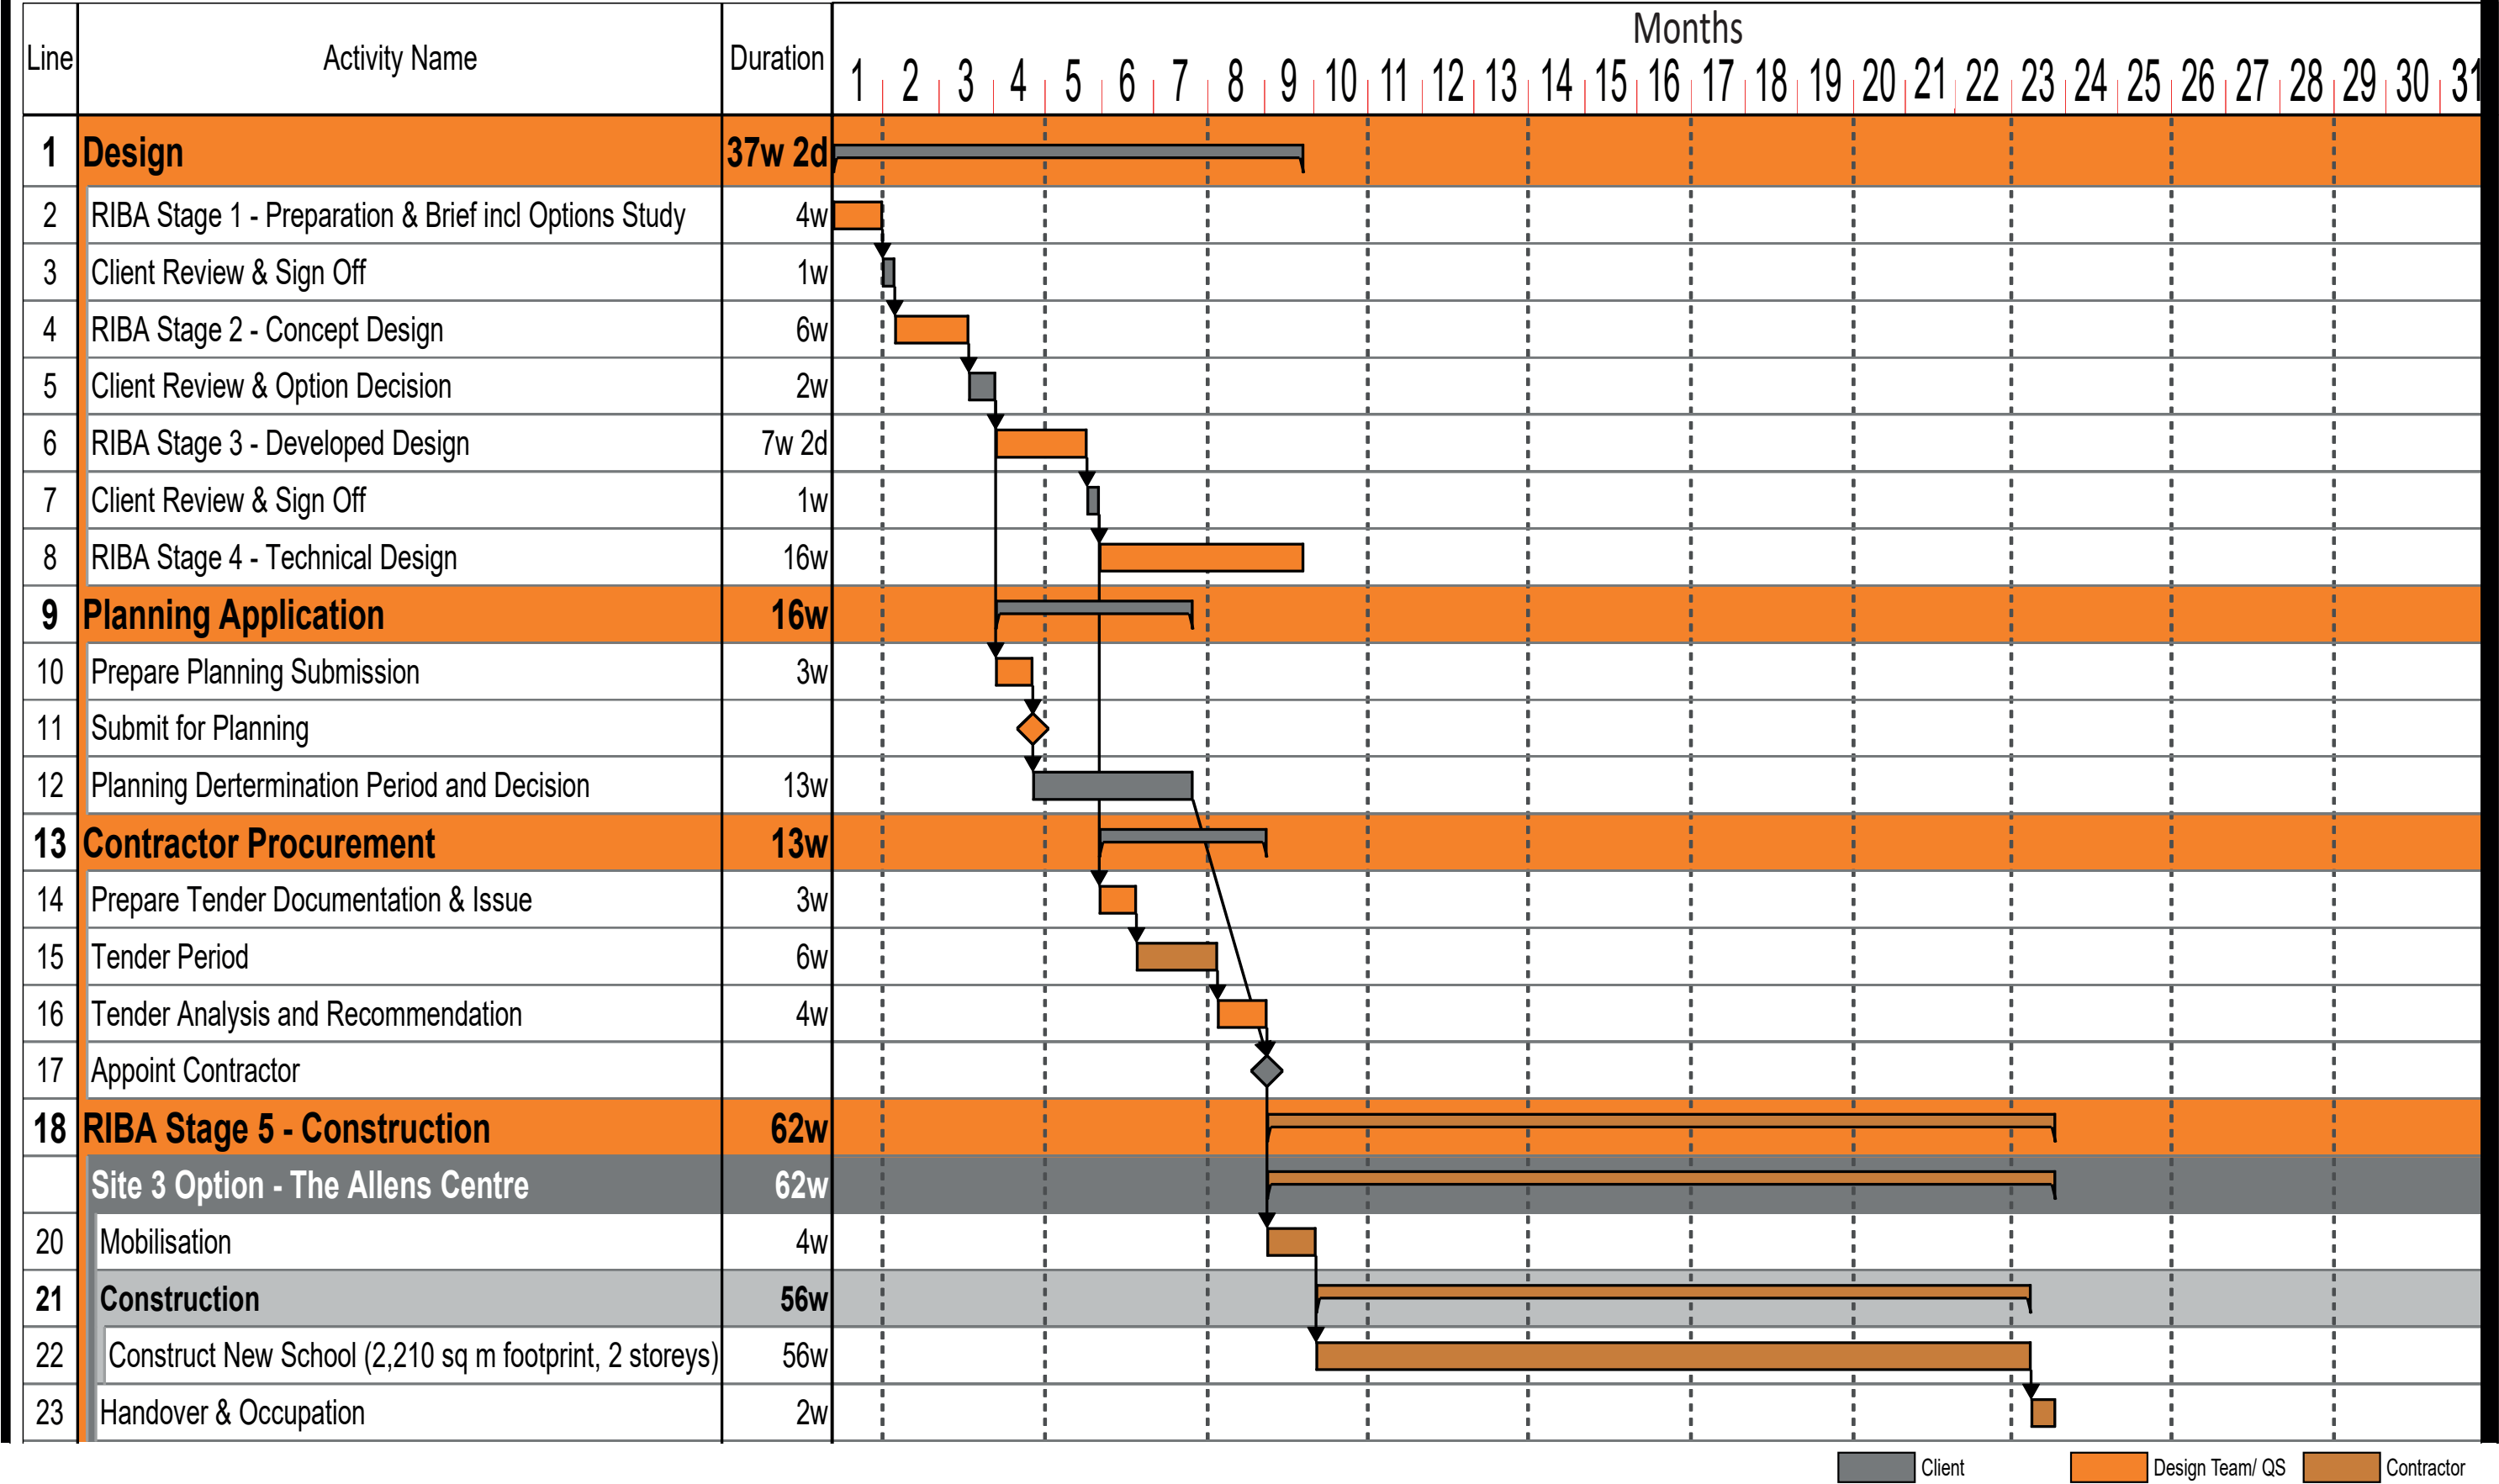 Months
Line Activity Name Duration 1 2 3 4 5 6 7 8 9 10 11 12 13 14 15 16 17 18 19 20 21 22 23 24 25 26 27 28 29 30 31
1 Design 37w 2d
2 RIBA Stage 1 - Preparation & Brief incl Options Study 4w
3 Client Review & Sign Off 1w
4 RIBA Stage 2 - Concept Design 6w
5 Client Review & Option Decision 2w
6 RIBA Stage 3 - Developed Design 7w 2d
7 Client Review & Sign Off 1w
8 RIBA Stage 4 - Technical Design 16w
9 Planning Application 16w
10 Prepare Planning Submission 3w
11 Submit for Planning
12 Planning Dertermination Period and Decision 13w
13 Contractor Procurement 13w
14 Prepare Tender Documentation & Issue 3w
15 Tender Period 6w
16 Tender Analysis and Recommendation 4w
17 Appoint Contractor
18 RIBA Stage 5 - Construction 62w
Site 3 Option - The Allens Centre 62w
20 Mobilisation 4w
21 Construction 56w
22 Construct New School (2,210 sq m footprint, 2 storeys) 56w
23 Handover & Occupation 2w
Client Design Team/ QS Contractor